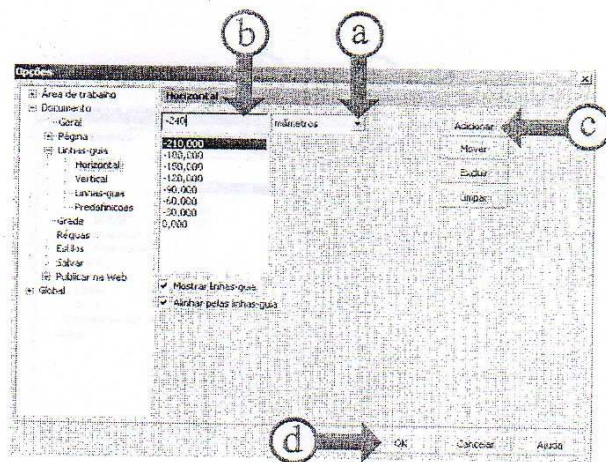 b
a
Opções
Área de trabalho
Documento
Geral
Página
Linhas-guia
Horizontal
Vertical
Linhas-guia
Predefinicoes
Grade
Réguas
Estilos
Salvar
Publicar na Web
Global
Horizontal
-240
milímetros
-210,000
-180,000
-150,000
-120,000
-90,000
-60,000
-30,000
0,000
Mostrar linhas-guia
Alinhar pelas linhas-guia
Adicionar
Mover
Excluir
Limpar
c
d
OK
Cancelar
Ajuda